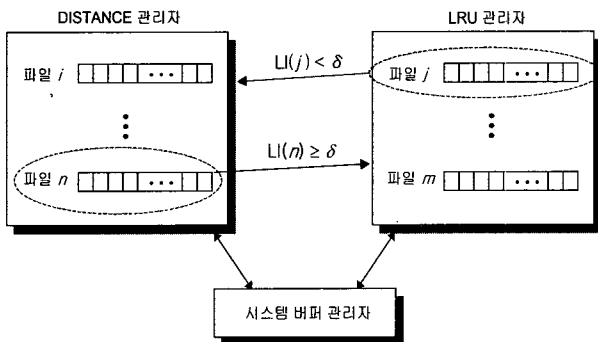 DISTANCE 관리자
LRU 관리자
파일 i
LI(j) < δ
파일 j
파일 n
LI(n) ≥ δ
파일 m
시스템 버퍼 관리자